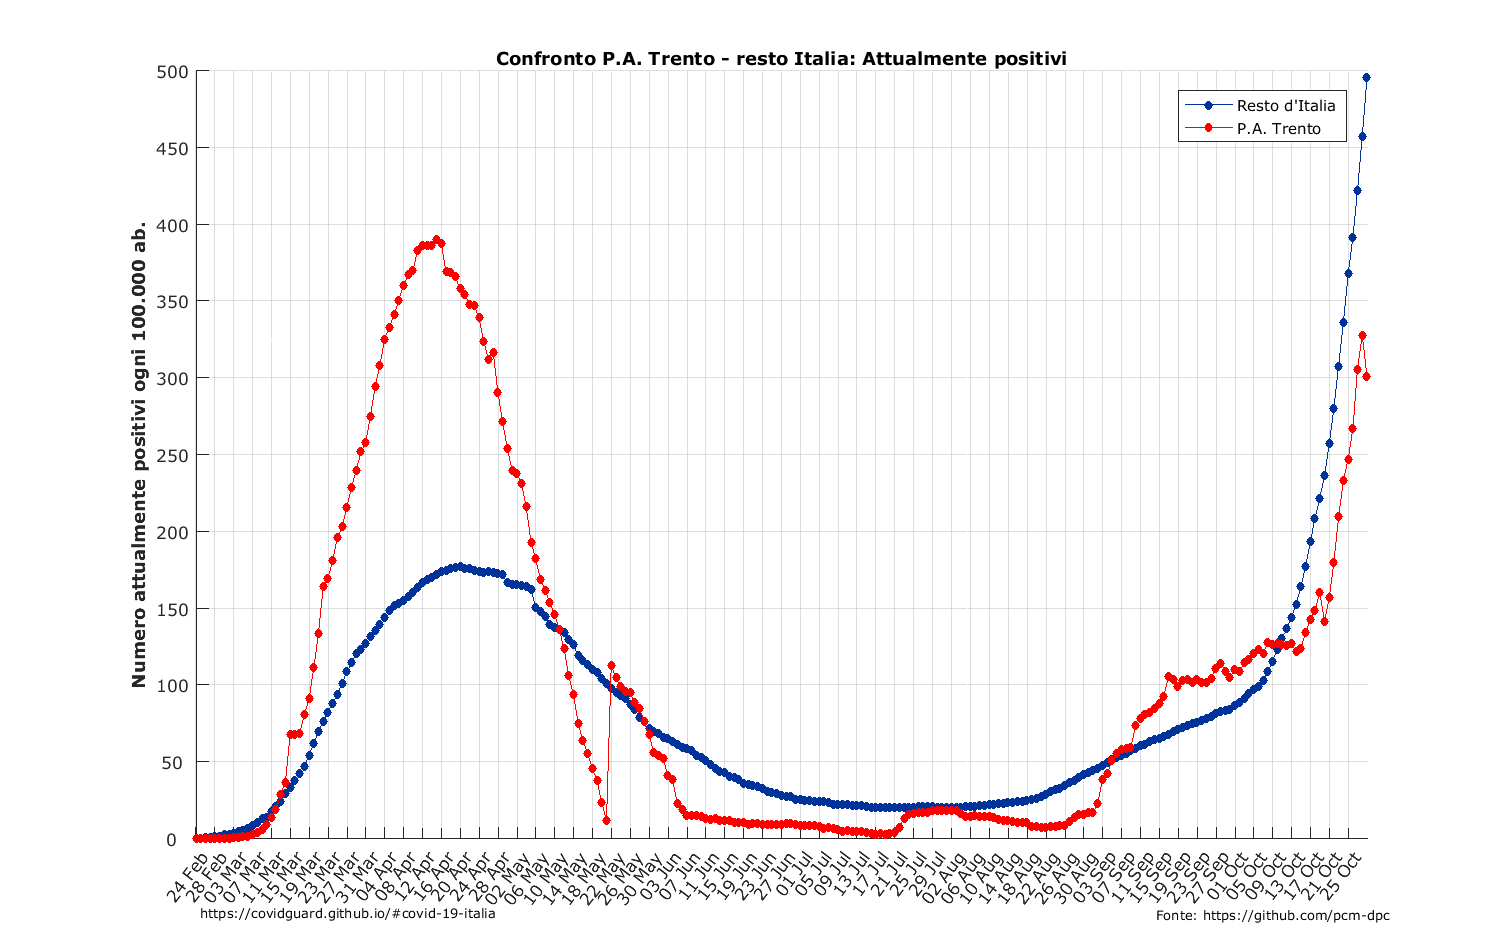 Confronto P.A. Trento - resto Italia: Attualmente positivi
Resto d'Italia
P.A. Trento
Numero attualmente positivi ogni 100.000 ab.
500
450
400
350
300
250
200
150
100
50
0
24 Feb
28 Feb
03 Mar
07 Mar
11 Mar
15 Mar
19 Mar
23 Mar
27 Mar
31 Mar
04 Apr
08 Apr
12 Apr
16 Apr
20 Apr
24 Apr
28 Apr
02 May
06 May
10 May
14 May
18 May
22 May
26 May
30 May
03 Jun
07 Jun
11 Jun
15 Jun
19 Jun
23 Jun
27 Jun
01 Jul
05 Jul
09 Jul
13 Jul
17 Jul
21 Jul
25 Jul
29 Jul
02 Aug
06 Aug
10 Aug
14 Aug
18 Aug
22 Aug
26 Aug
30 Aug
03 Sep
07 Sep
11 Sep
15 Sep
19 Sep
23 Sep
27 Sep
01 Oct
05 Oct
09 Oct
13 Oct
17 Oct
21 Oct
25 Oct
https://covidguard.github.io/#covid-19-italia
Fonte: https://github.com/pcm-dpc